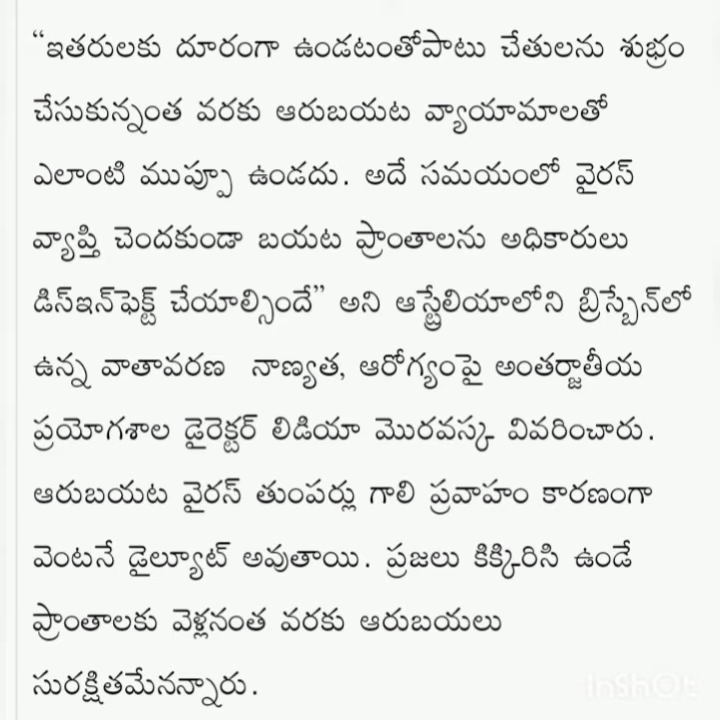 “ఇతరులకు దూరంగా ఉండటంతోపాటు చేతులను శుభ్రం
చేసుకున్నంత వరకు ఆరుబయట వ్యాయామాలతో
ఎలాంటి ముప్పూ ఉండదు. అదే సమయంలో వైరస్
వ్యాప్తి చెందకుండా బయట ప్రాంతాలను అధికారులు
డిస్ఇన్‌ఫెక్ట్ చేయాల్సిందే” అని ఆస్ట్రేలియాలోని బ్రిస్బేన్‌లో
ఉన్న వాతావరణ నాణ్యత, ఆరోగ్యంపై అంతర్జాతీయ
ప్రయోగశాల డైరెక్టర్ లిడియా మొరవస్క వివరించారు.
ఆరుబయట వైరస్ తుంపర్లు గాలి ప్రవాహం కారణంగా
వెంటనే డైల్యూట్ అవుతాయి. ప్రజలు కిక్కిరిసి ఉండే
ప్రాంతాలకు వెళ్లనంత వరకు ఆరుబయలు
సురక్షితమేనన్నారు.
InShOt